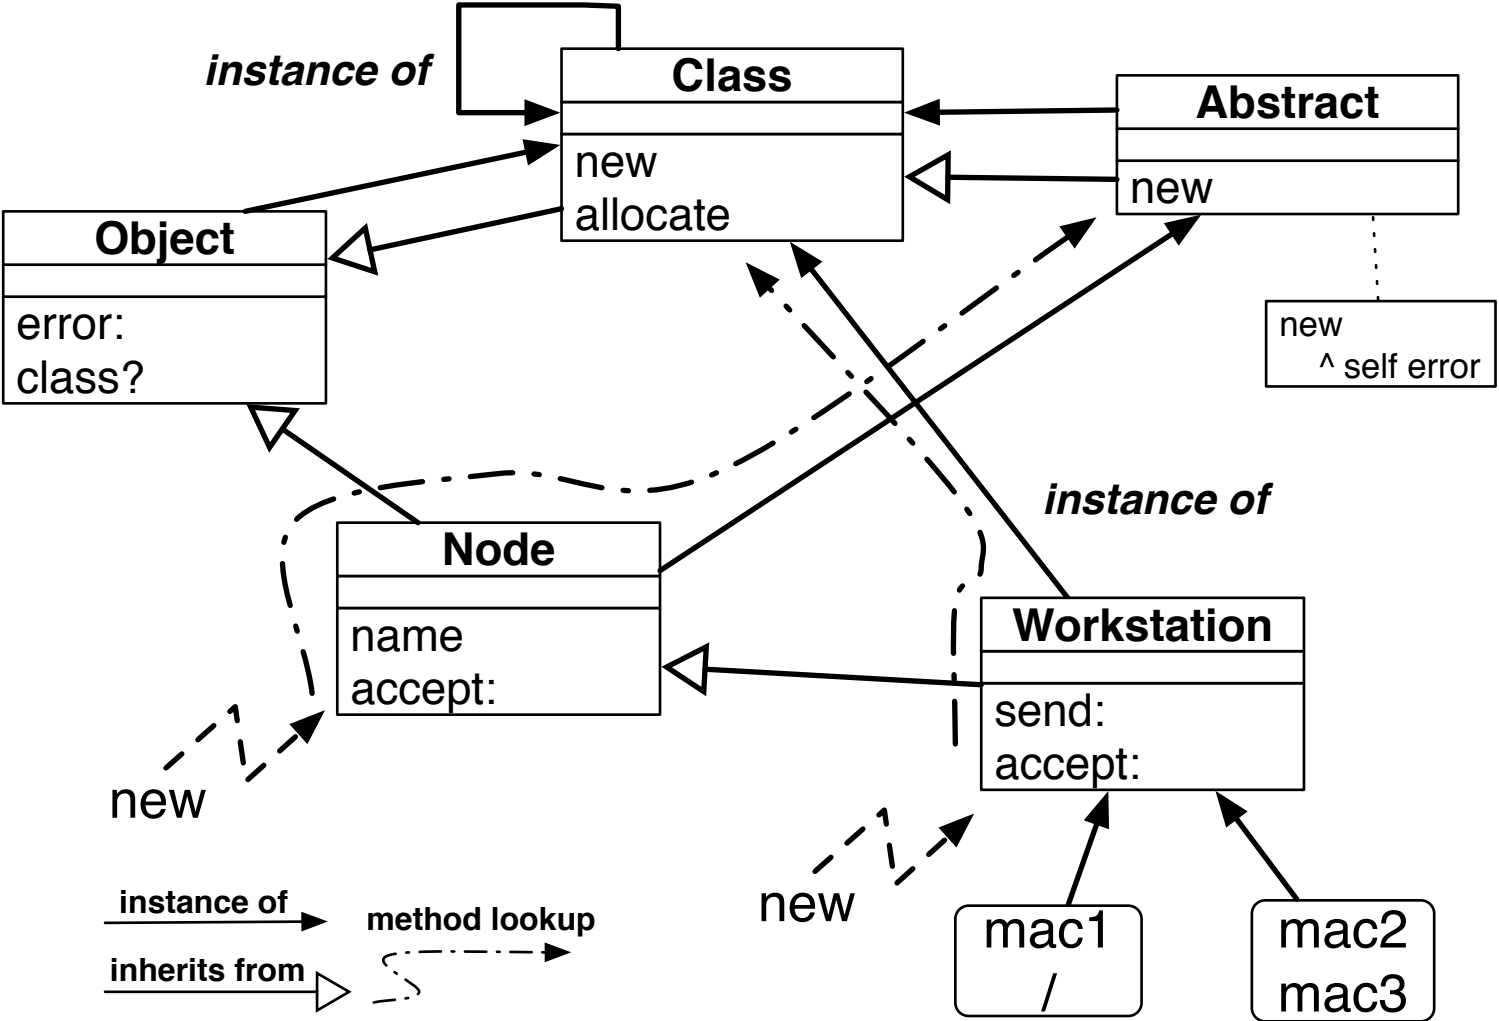 instance of
Class
new
allocate
Abstract
new
new
^ self error
Object
error:
class?
instance of
Node
name
accept:
Workstation
send:
accept:
new
new
mac1
/
mac2
mac3
instance of
method lookup
inherits from